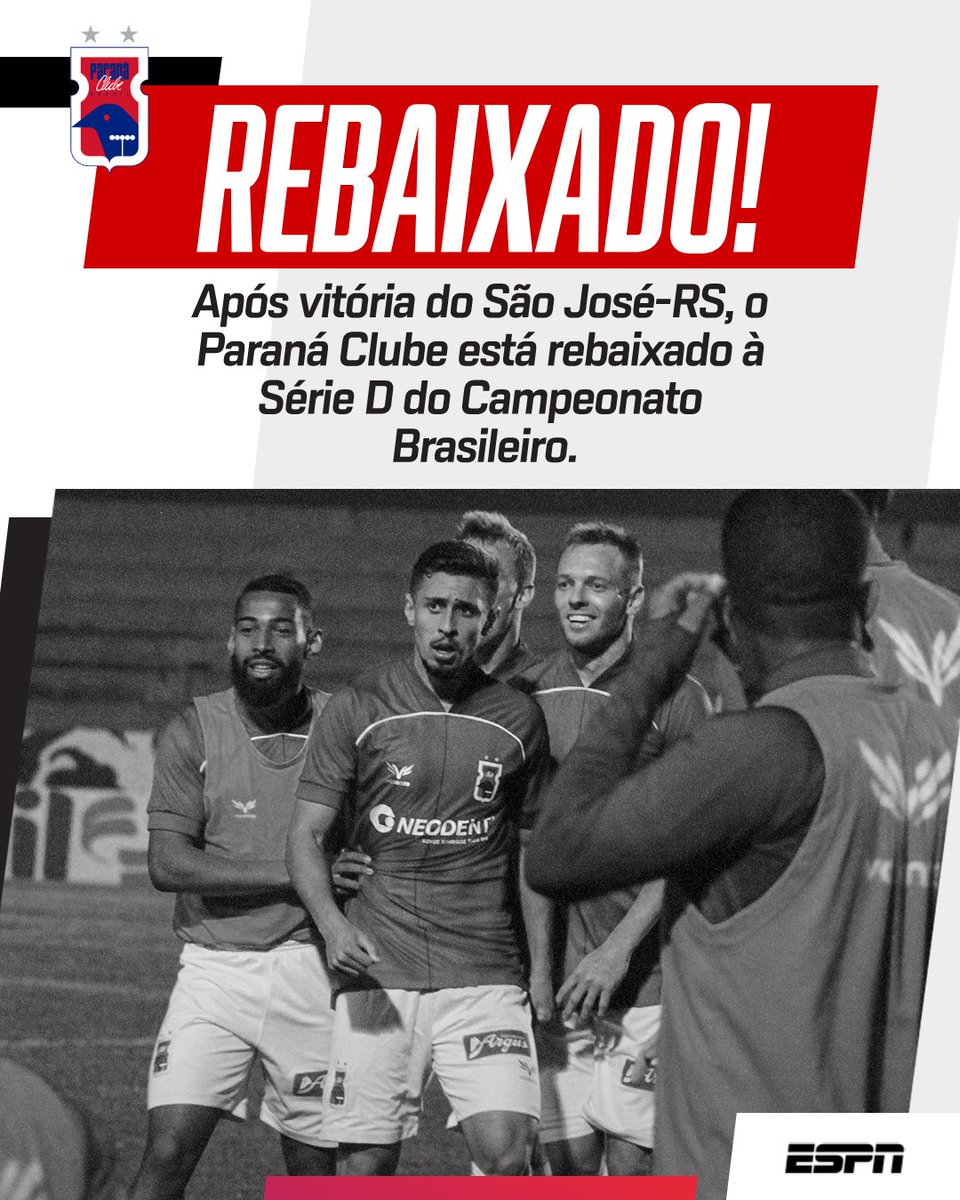 Paraná
Clube
REBAIXADO!
Após vitória do São José-RS, o
Paraná Clube está rebaixado à
Série D do Campeonato
Brasileiro.
NEODENT
Argus
ESPN